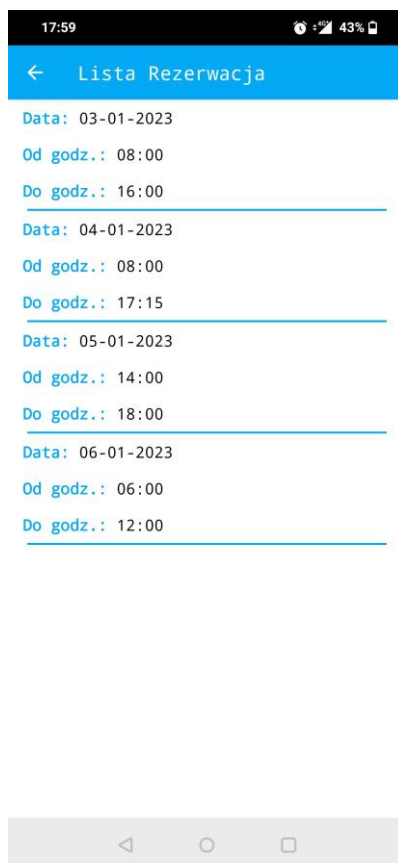 17:59 4G 43%
Lista Rezerwacja
Data: 03-01-2023
Od godz.: 08:00
Do godz.: 16:00
Data: 04-01-2023
Od godz.: 08:00
Do godz.: 17:15
Data: 05-01-2023
Od godz.: 14:00
Do godz.: 18:00
Data: 06-01-2023
Od godz.: 06:00
Do godz.: 12:00